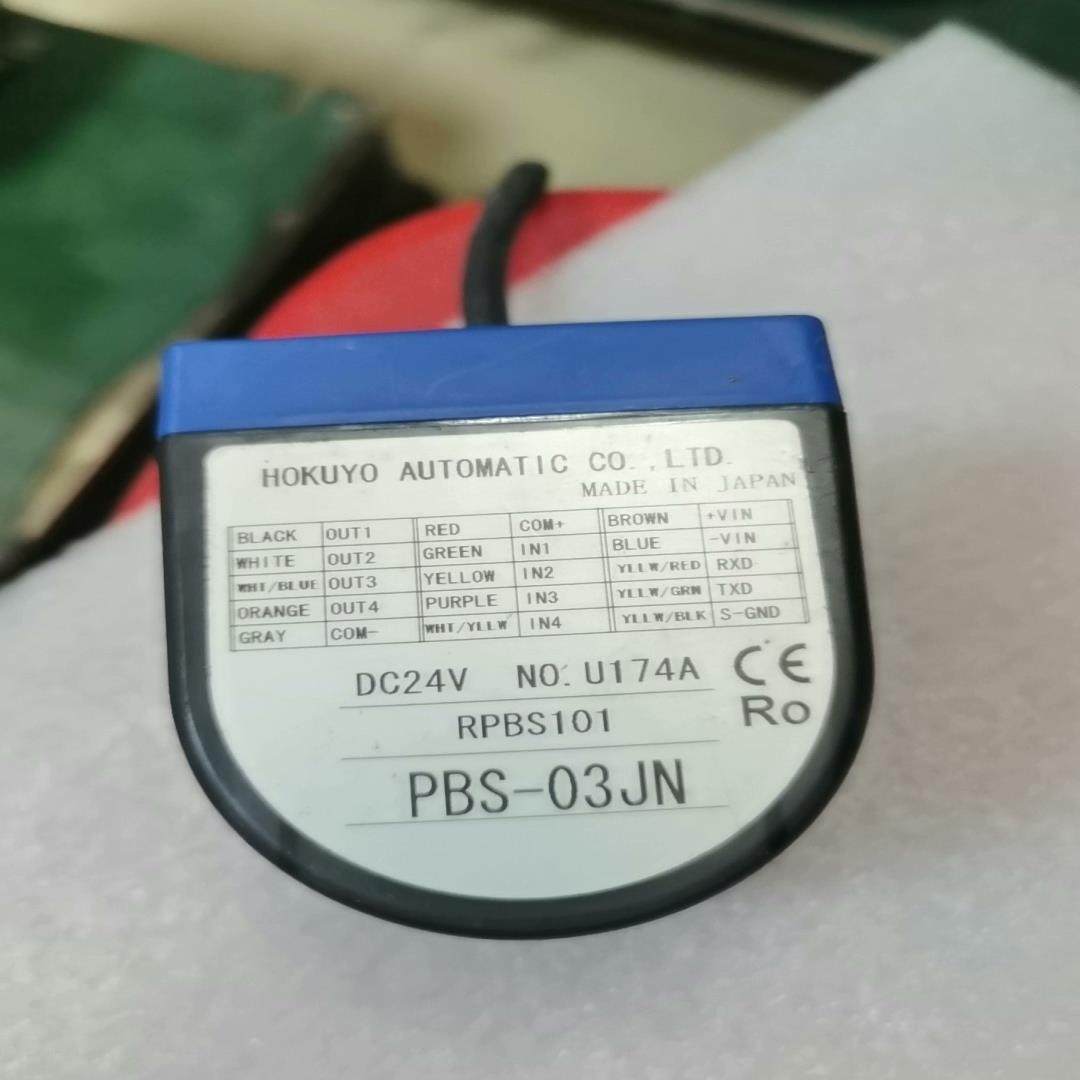 HOKUYO AUTOMATIC CO.,LTD.
MADE IN JAPAN
BLACK OUT1 RED COM+ BROWN +VIN
WHITE OUT2 GREEN IN1 BLUE -VIN
WHT/BLUE OUT3 YELLOW IN2 YLLW/RED RXD
ORANGE OUT4 PURPLE IN3 YLLW/GRN TXD
GRAY COM- WHT/YLLW IN4 YLLW/BLK S-GND
DC24V NO. U174A CE
RPBS101 Ro
PBS-03JN